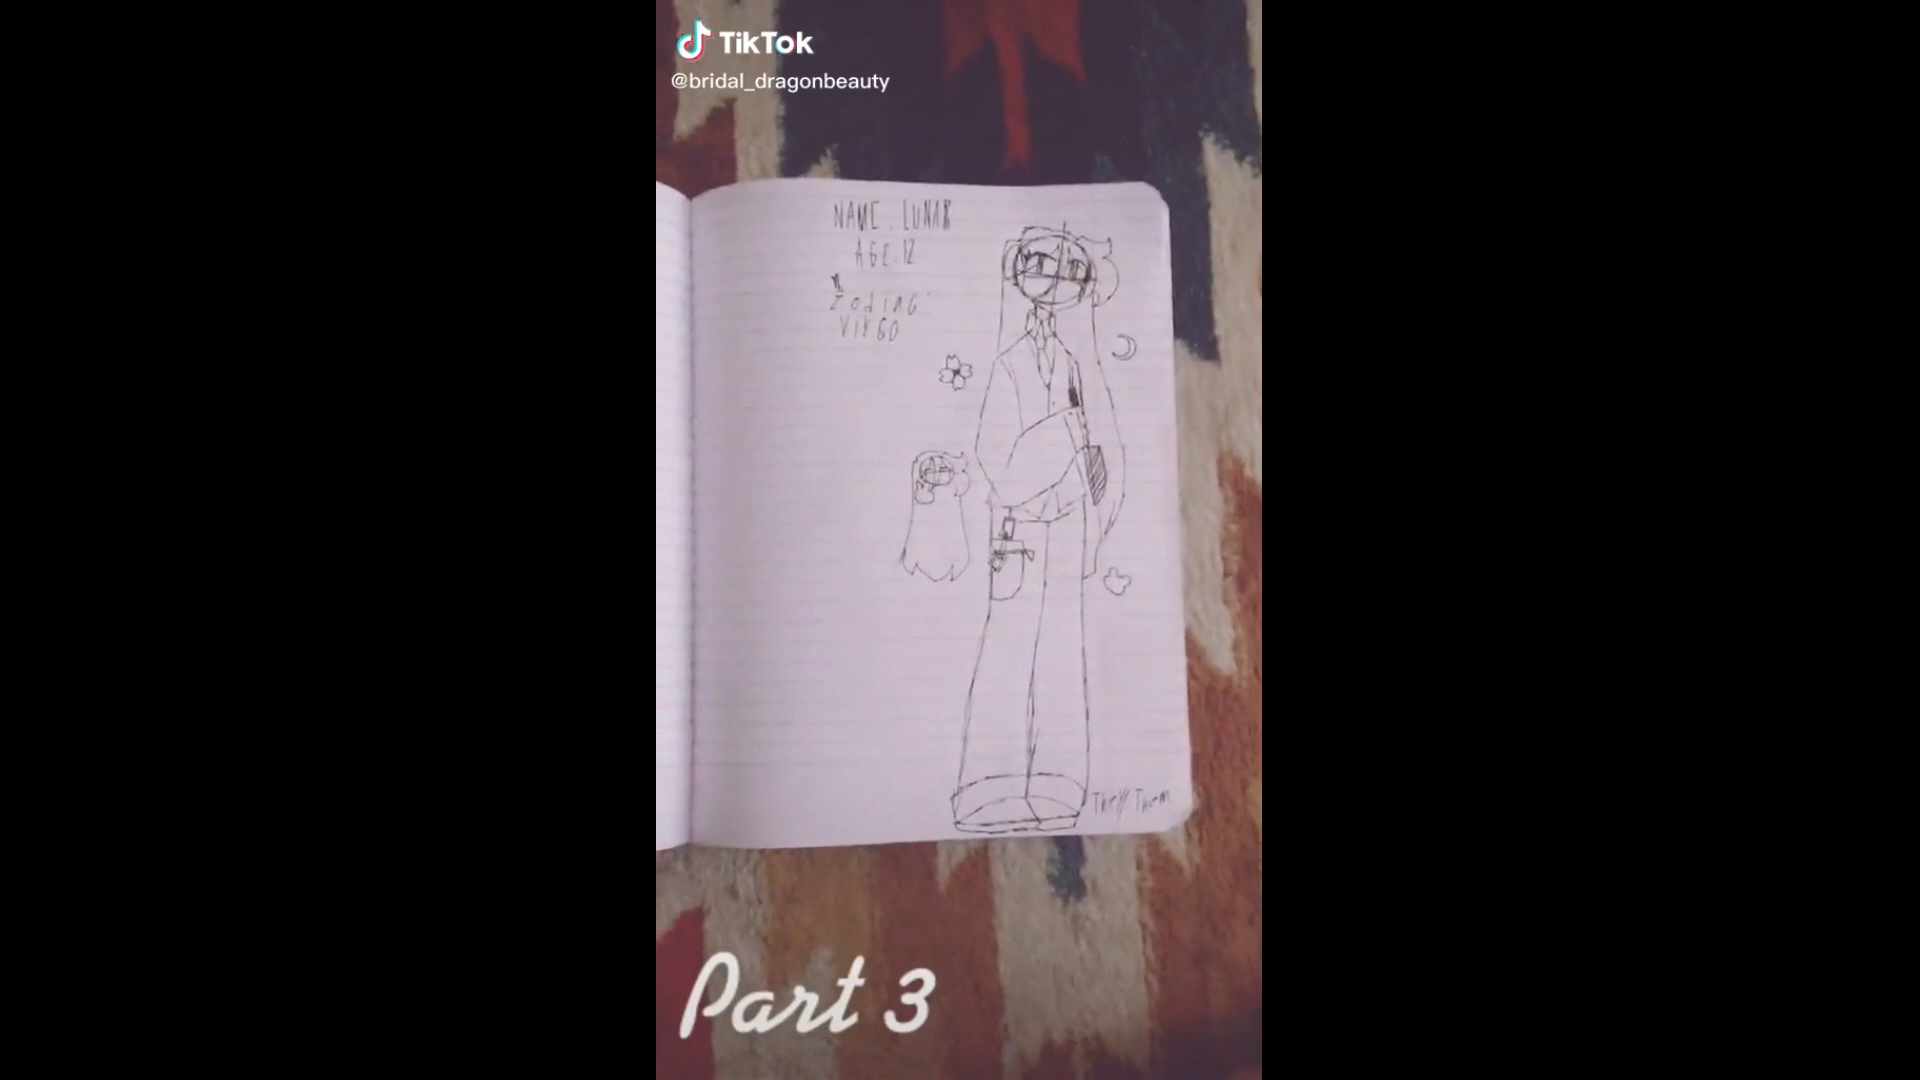 TikTok
@bridal_dragonbeauty
NAME. LUNAR
AGE.12
Zodiac:
VirGO
They Them
Part 3